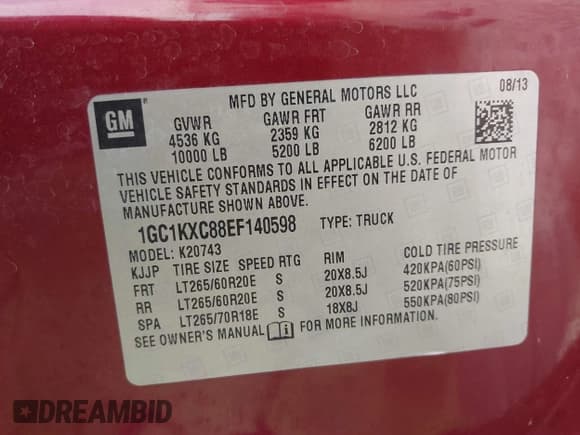 MFD BY GENERAL MOTORS LLC 08/13
GM GVWR GAWR FRT GAWR RR
4536 KG 2359 KG 2812 KG
10000 LB 5200 LB 6200 LB
THIS VEHICLE CONFORMS TO ALL APPLICABLE U.S. FEDERAL MOTOR
VEHICLE SAFETY STANDARDS IN EFFECT ON THE DATE OF
MANUFACTURE SHOWN ABOVE.
1GC1KXC88EF140598 TYPE: TRUCK
MODEL: K20743
KJJP TIRE SIZE SPEED RTG RIM COLD TIRE PRESSURE
FRT LT265/60R20E S 20X8.5J 420KPA(60PSI)
RR LT265/60R20E S 20X8.5J 520KPA(75PSI)
SPA LT265/70R18E S 18X8J 550KPA(80PSI)
SEE OWNER'S MANUAL FOR MORE INFORMATION.
DREAMBID